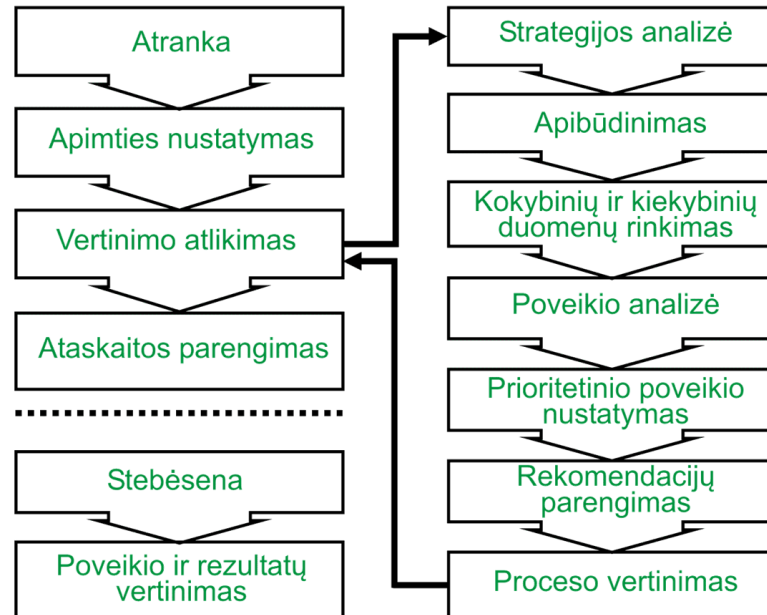 Atranka
Apimties nustatymas
Vertinimo atlikimas
Ataskaitos parengimas
Stebėsena
Poveikio ir rezultatų
vertinimas
Strategijos analizė
Apibūdinimas
Kokybinių ir kiekybinių
duomenų rinkimas
Poveikio analizė
Prioritetinio poveikio
nustatymas
Rekomendacijų
parengimas
Proceso vertinimas